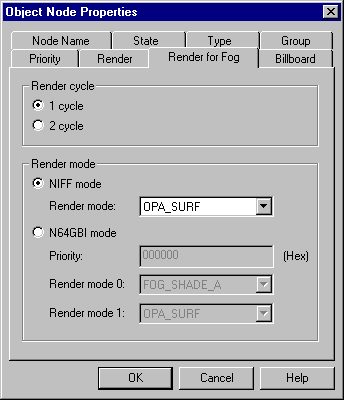 Object Node Properties
Node Name State Type Group
Priority Render Render for Fog Billboard
Render cycle
1 cycle
2 cycle
Render mode
NIFF mode
Render mode: OPA_SURF
N64GBI mode
Priority: 000000 (Hex)
Render mode 0: FOG_SHADE_A
Render mode 1: OPA_SURF
OK Cancel Help